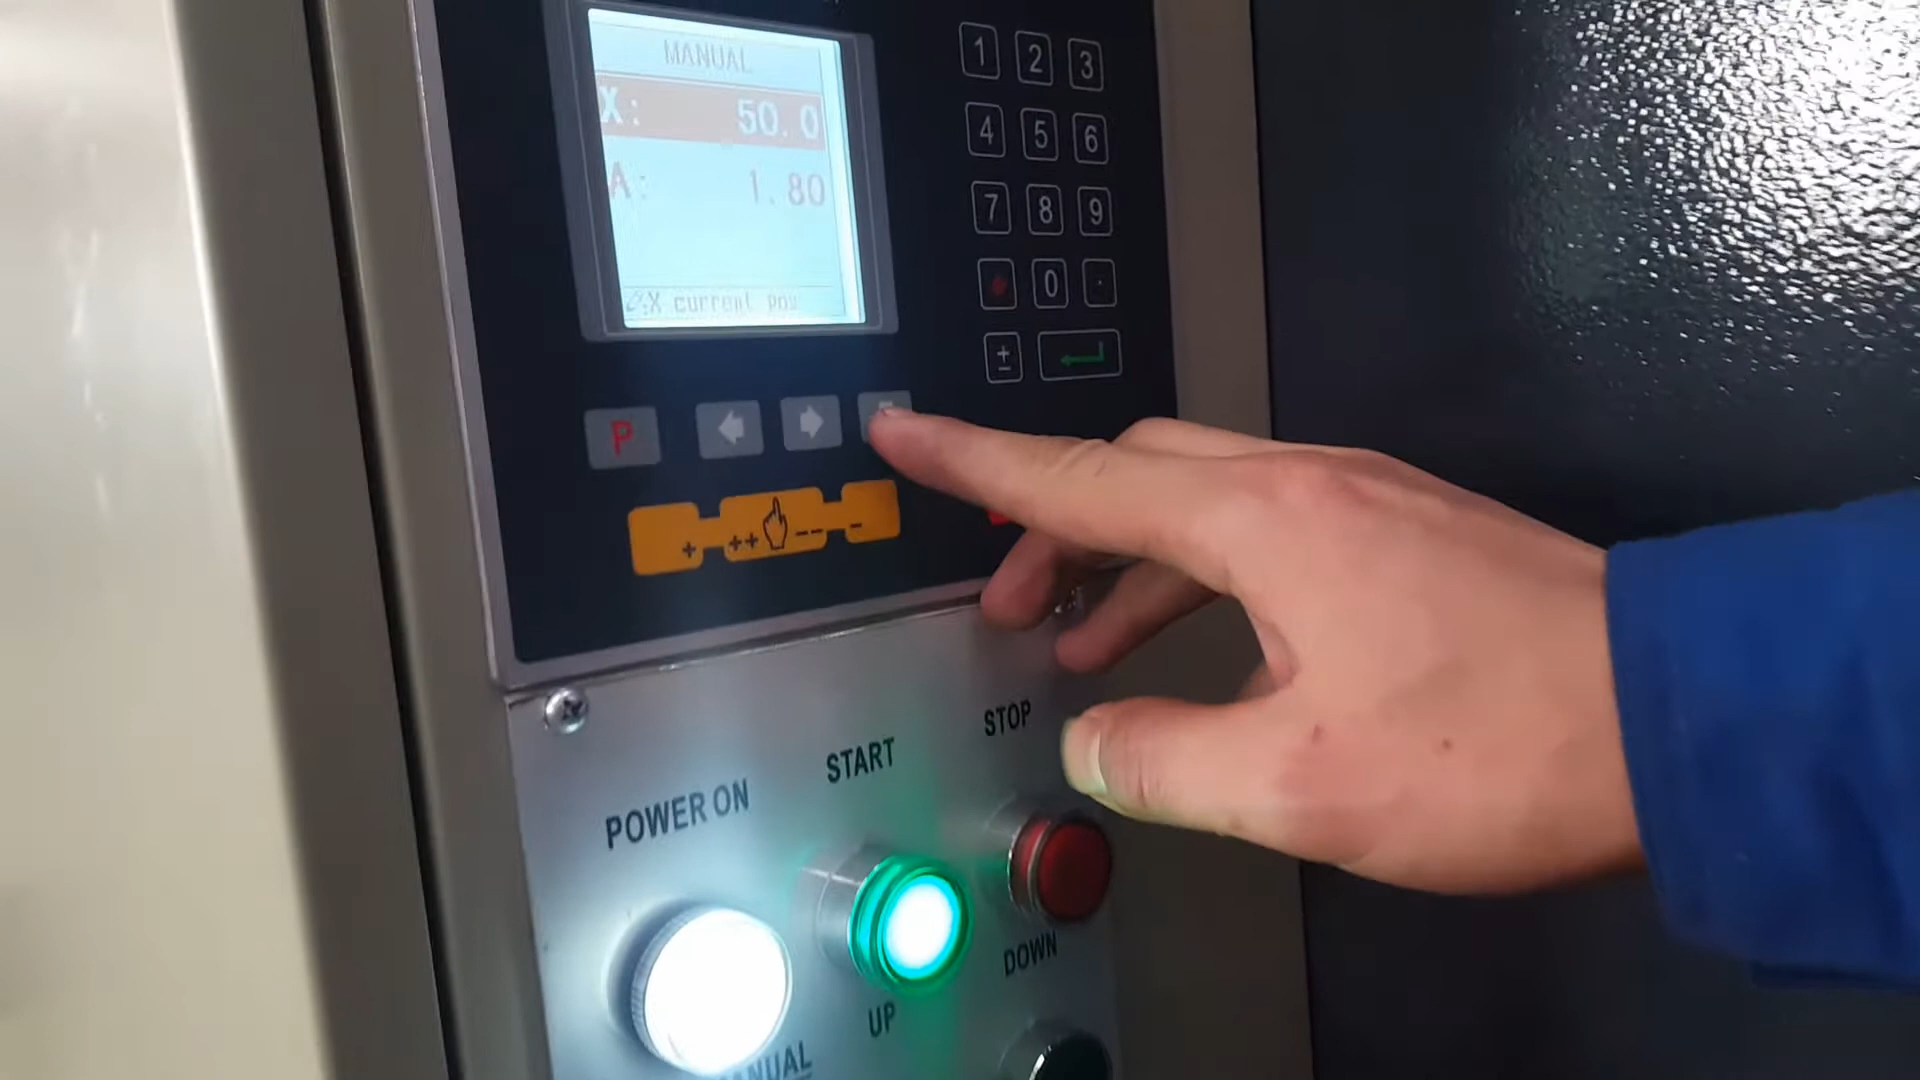 MANUAL
X: 50.0
A: 1.80
X current pos
1 2 3
4 5 6
7 8 9
0 .
+
-
P
+ ++ -- -
STOP
START
POWER ON
DOWN
UP
MANUAL